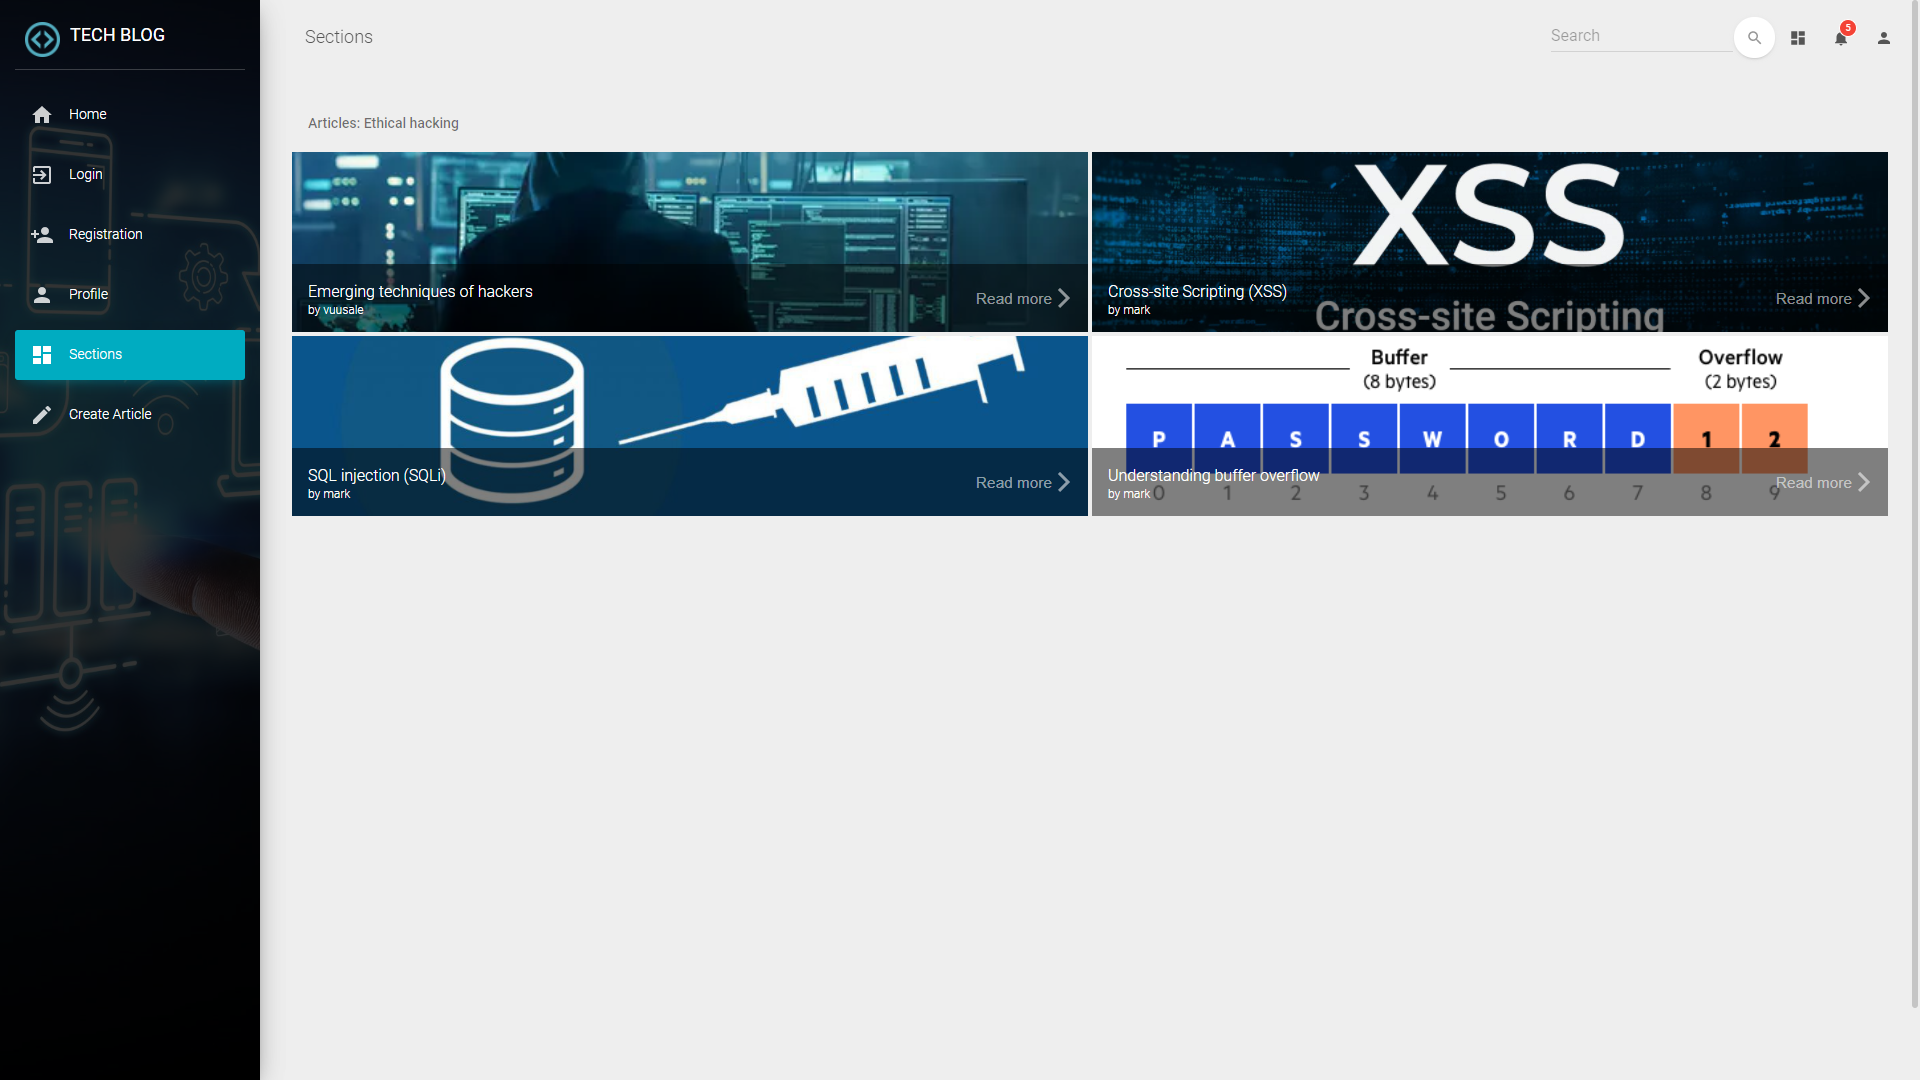 TECH BLOG
Home
Login
Registration
Profile
Sections
Create Article
Sections
Search
5
Articles: Ethical hacking
Emerging techniques of hackers
by vuusale
Read more
XSS
Cross-site Scripting
Cross-site Scripting (XSS)
by mark
Read more
SQL injection (SQLi)
by mark
Read more
Buffer Overflow
(8 bytes) (2 bytes)
P A S S W O R D 1 2
0 1 2 3 4 5 6 7 8 9
Understanding buffer overflow
by mark
Read more